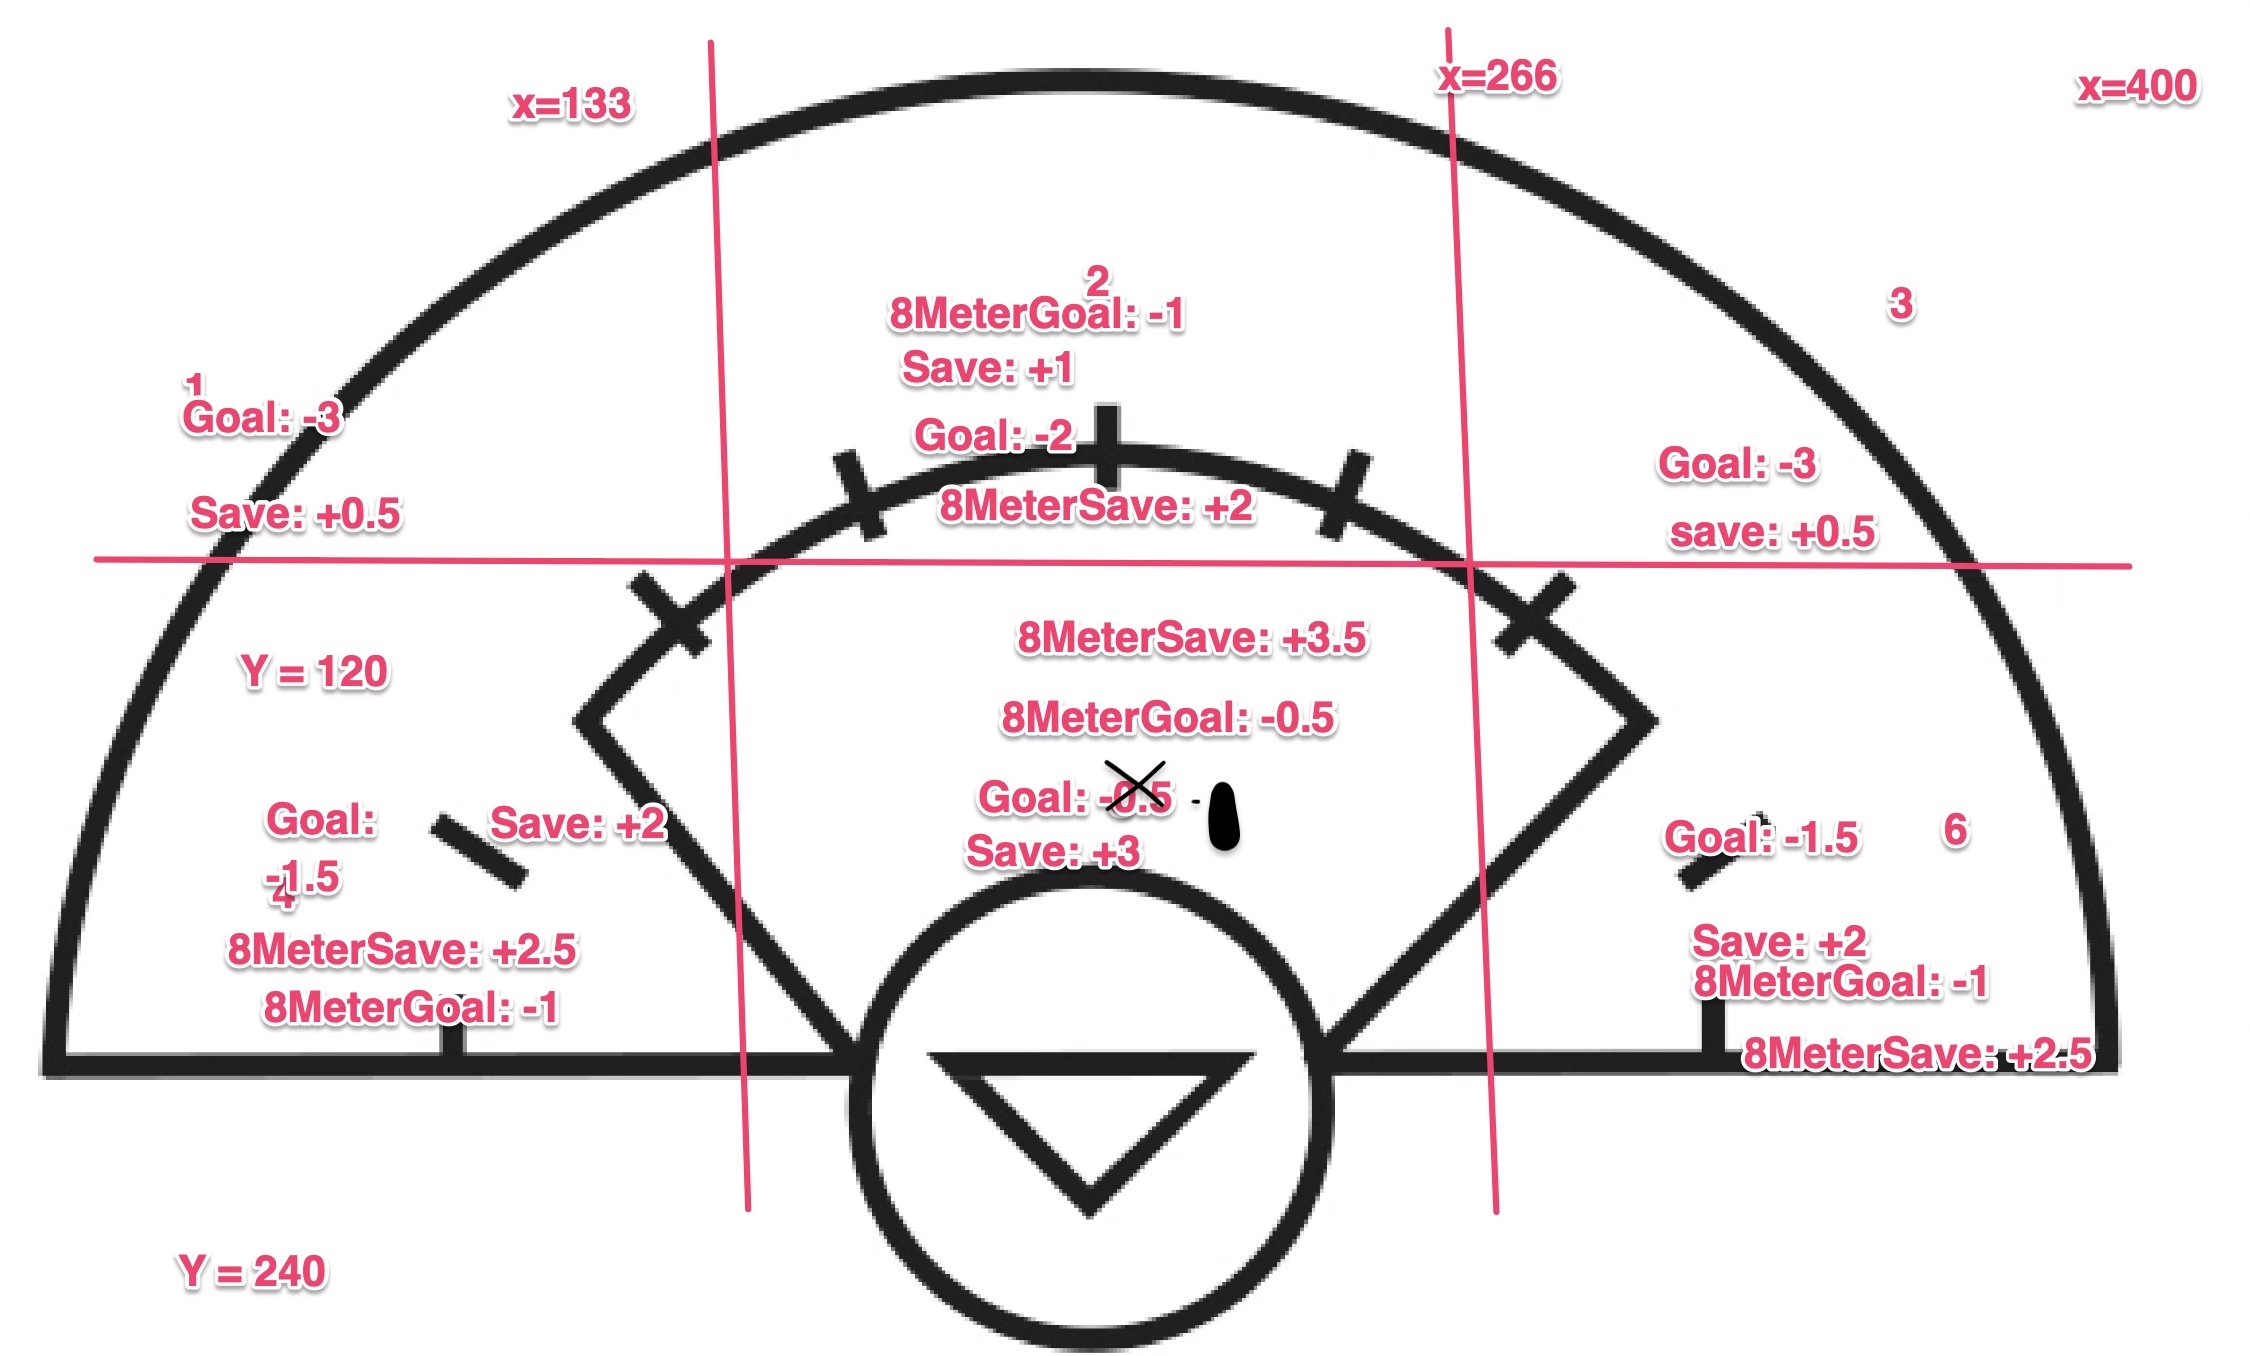 x=133
x=266
x=400
2
8MeterGoal: -1
Save: +1
Goal: -2
8MeterSave: +2
3
1
Goal: -3
Save: +0.5
Goal: -3
save: +0.5
Y = 120
8MeterSave: +3.5
8MeterGoal: -0.5
Goal: -0.5
Save: +3
Goal:
-1.5
Save: +2
4
8MeterSave: +2.5
8MeterGoal: -1
Goal: -1.5
6
Save: +2
8MeterGoal: -1
8MeterSave: +2.5
Y = 240